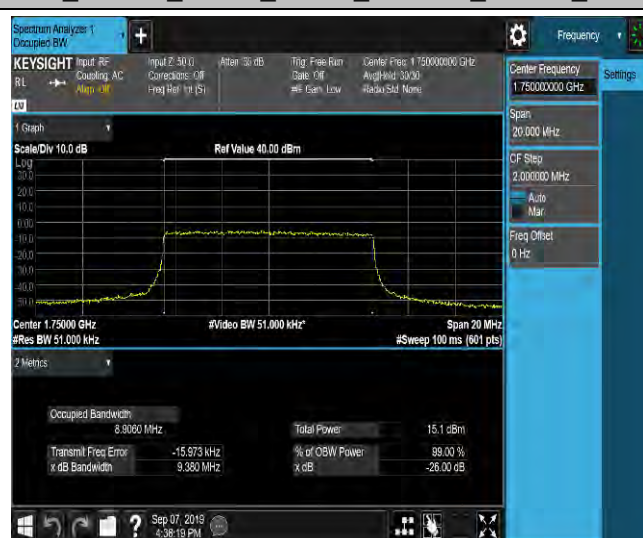 Spectrum Analyzer 1
Occupied BW
Frequency
KEYSIGHT
Input: RF
Coupling: AC
Align: Off
Input Z: 50 Ω
Corrections: Off
Freq Ref: Int (S)
Atten: 36 dB
Trig: Free Run
Gate: Off
#IF Gain: Low
Center Freq: 1.750000000 GHz
Avg|Hold: 30/30
Radio Std: None
RL
LW
Center Frequency
1.750000000 GHz
Settings
Span
20.000 MHz
CF Step
2.000000 MHz
Auto
Man
Freq Offset
0 Hz
1 Graph
Scale/Div 10.0 dB
Ref Value 40.00 dBm
Log
30.0
20.0
10.0
0.00
-10.0
-20.0
-30.0
-40.0
-50.0
Center 1.75000 GHz
#Video BW 51.000 kHz*
Span 20 MHz
#Res BW 51.000 kHz
#Sweep 100 ms (601 pts)
2 Metrics
Occupied Bandwidth
8.9060 MHz
Total Power
15.1 dBm
Transmit Freq Error
-15.973 kHz
% of OBW Power
99.00 %
x dB Bandwidth
9.380 MHz
x dB
-26.00 dB
Sep 07, 2019
4:36:19 PM